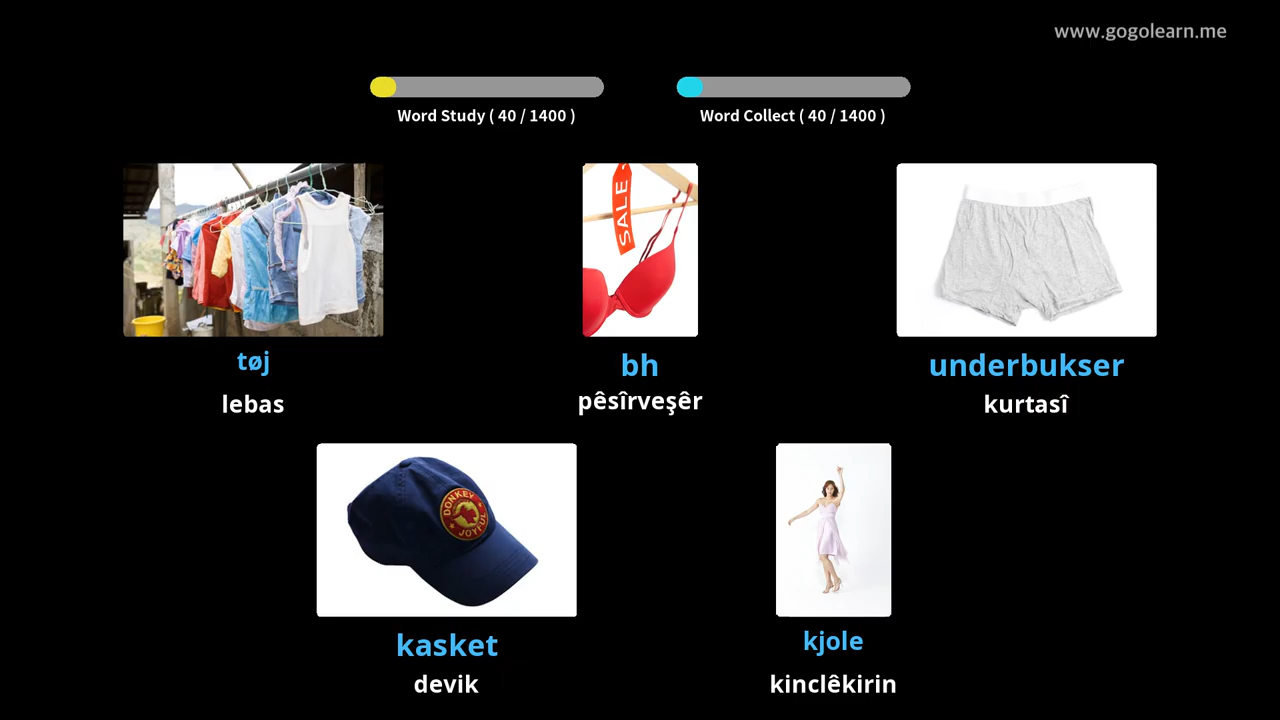 www.gogolearn.me
Word Study ( 40 / 1400 )
Word Collect ( 40 / 1400 )
SALE
tøj
bh
underbukser
lebas
pêsîrveşêr
kurtasî
DONKEY
JOYFUL
kasket
kjole
devik
kinclêkirin